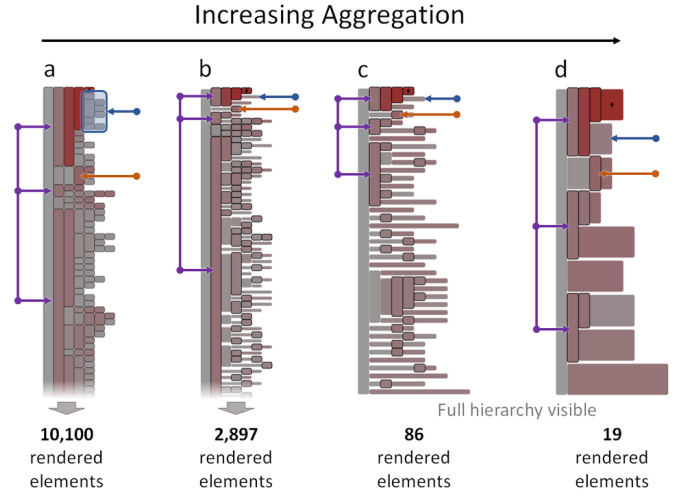 Increasing Aggregation
a b c d
Full hierarchy visible
10,100 2,897 86 19
rendered rendered rendered rendered
elements elements elements elements